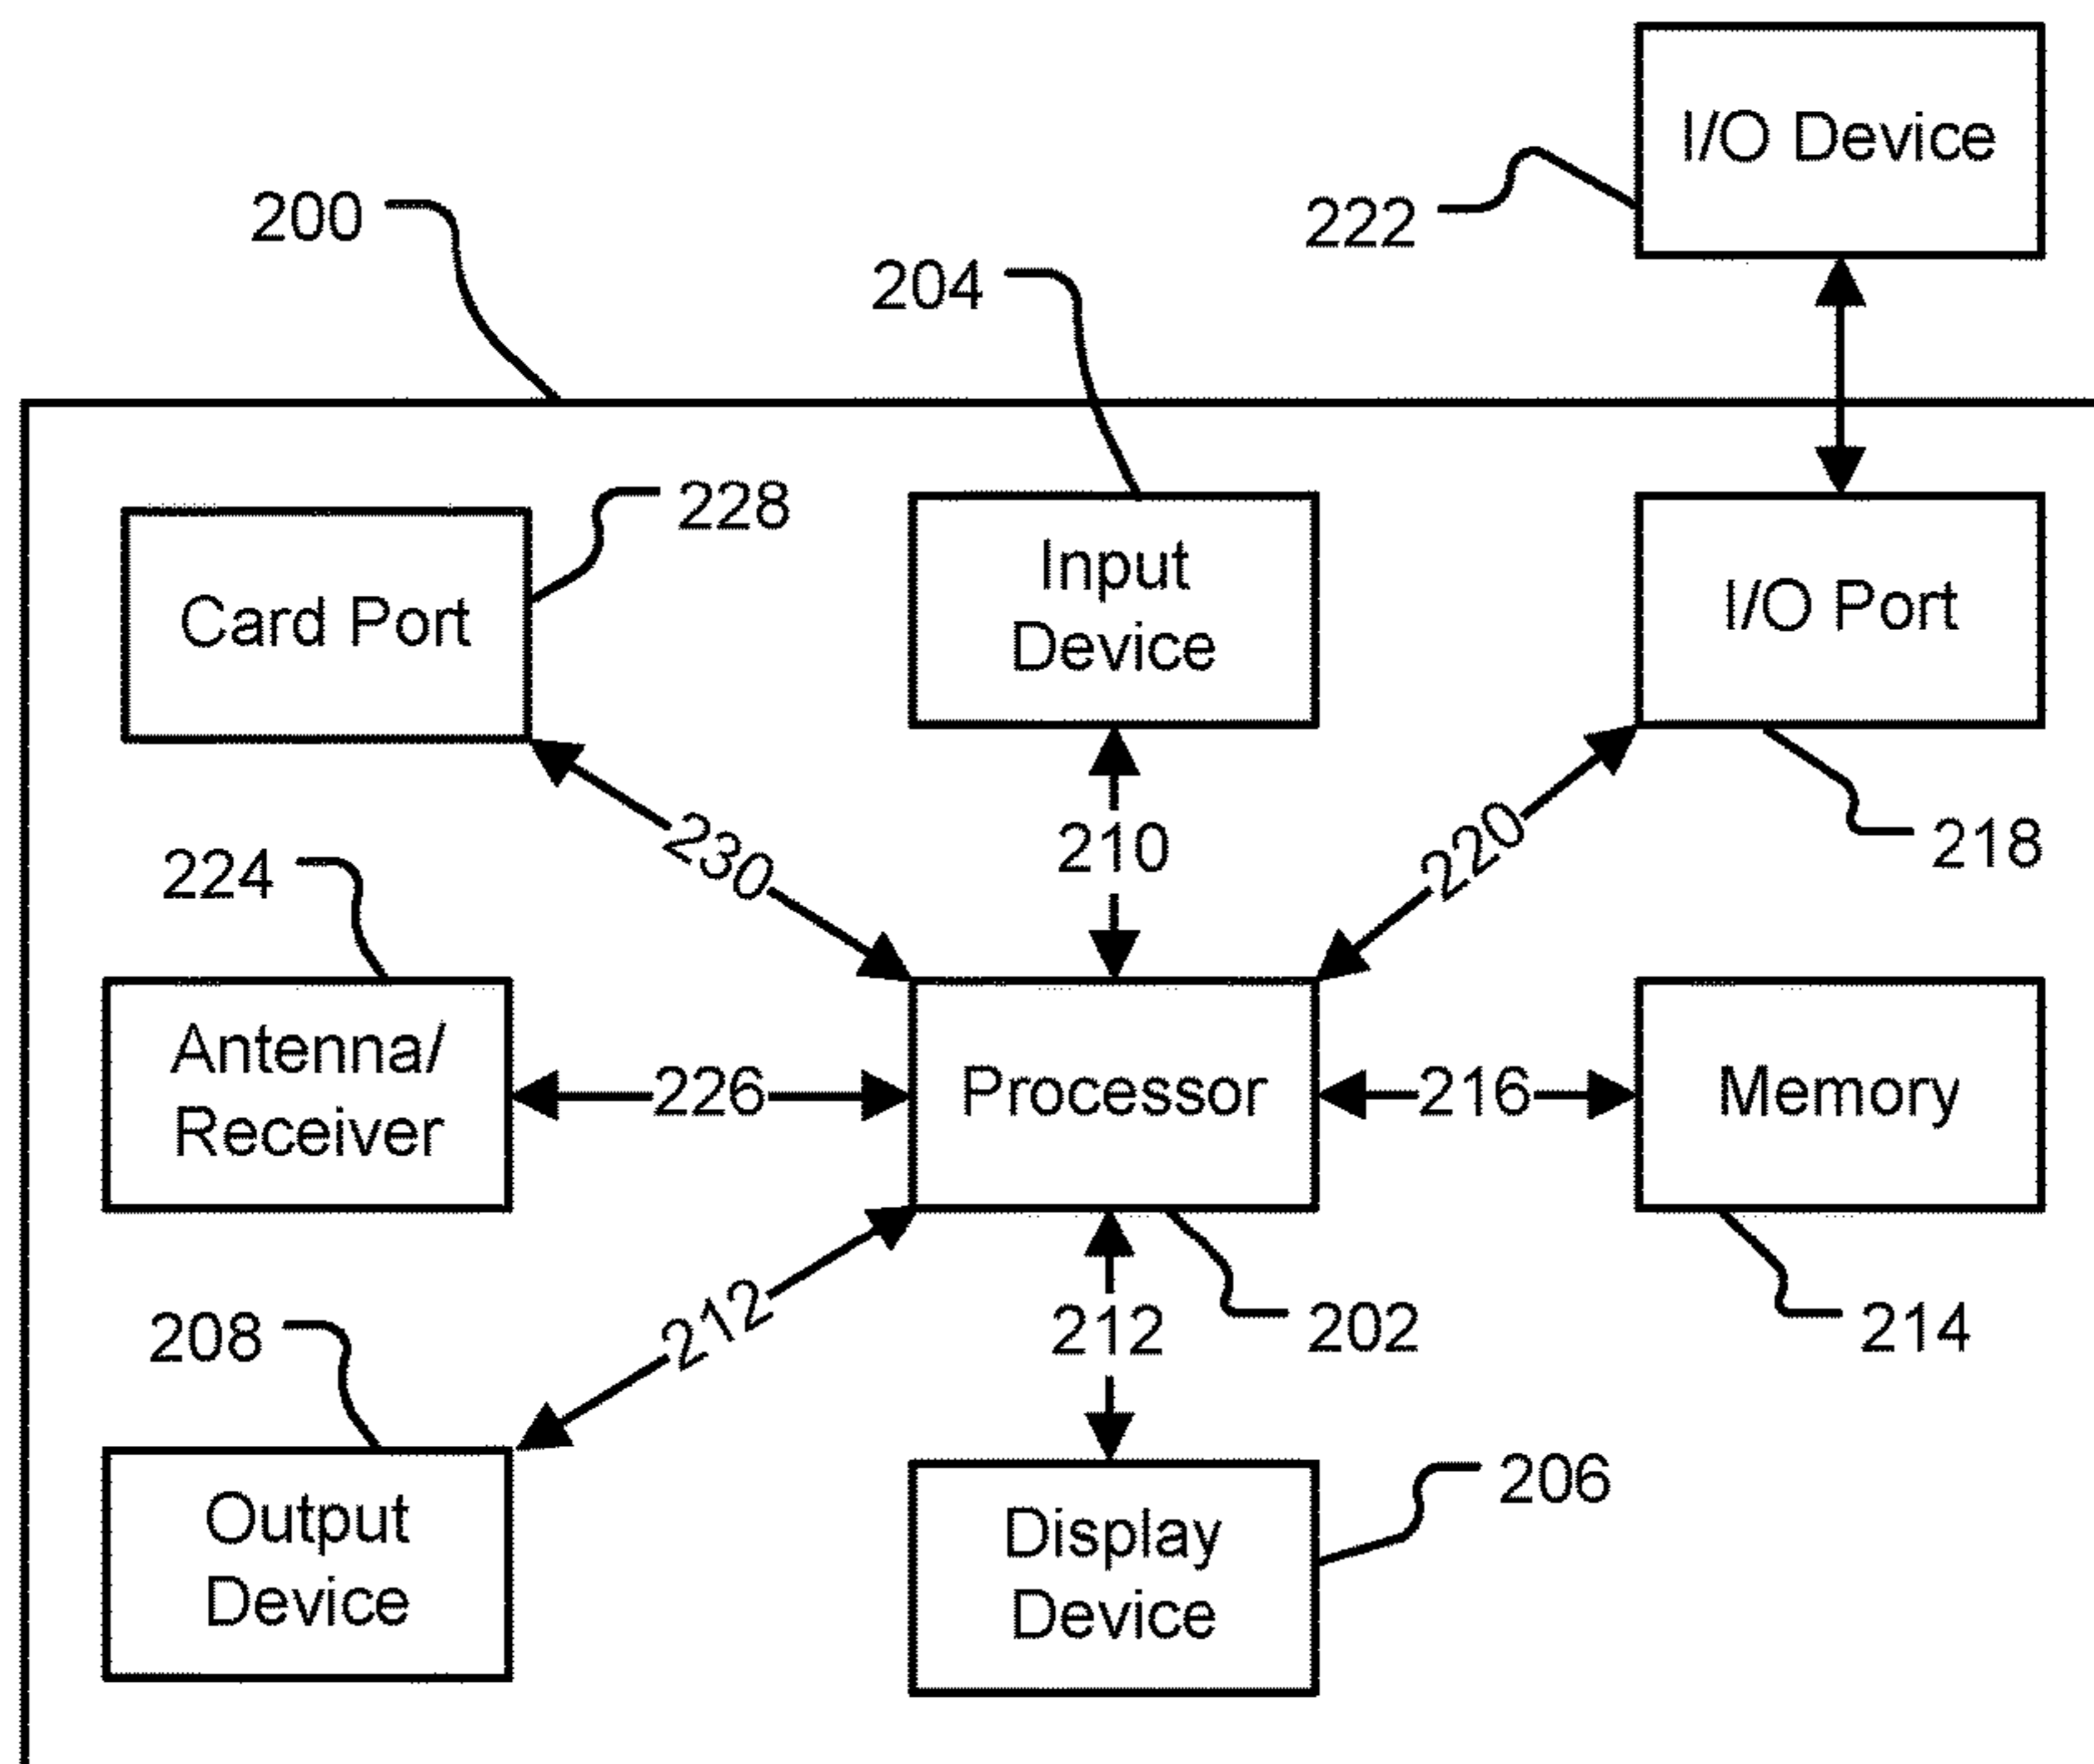 I/O Device
200
222
204
228
Card Port
Input
Device
I/O Port
230
210
220
218
224
Antenna/
Receiver
226
Processor
216
Memory
212
212
202
214
208
206
Output
Device
Display
Device